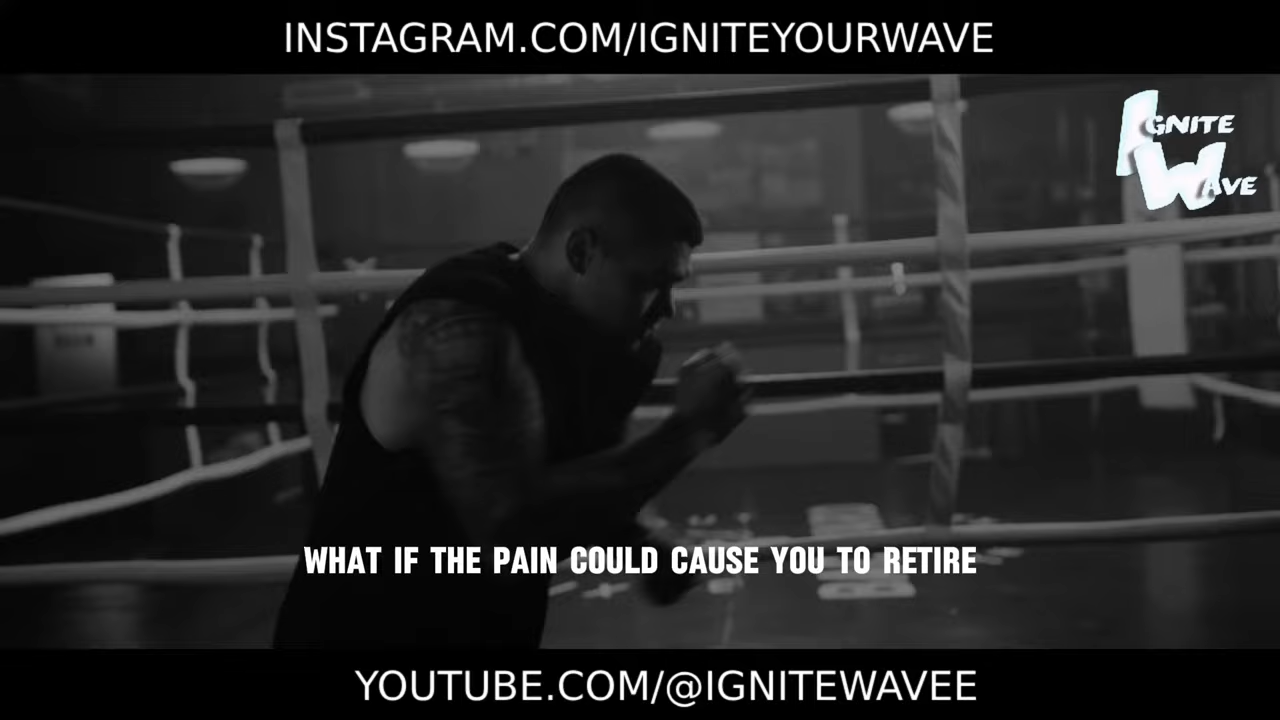 INSTAGRAM.COM/IGNITEYOURWAVE
IGNITE
WAVE
WHAT IF THE PAIN COULD CAUSE YOU TO RETIRE
YOUTUBE.COM/@IGNITEWAVEE